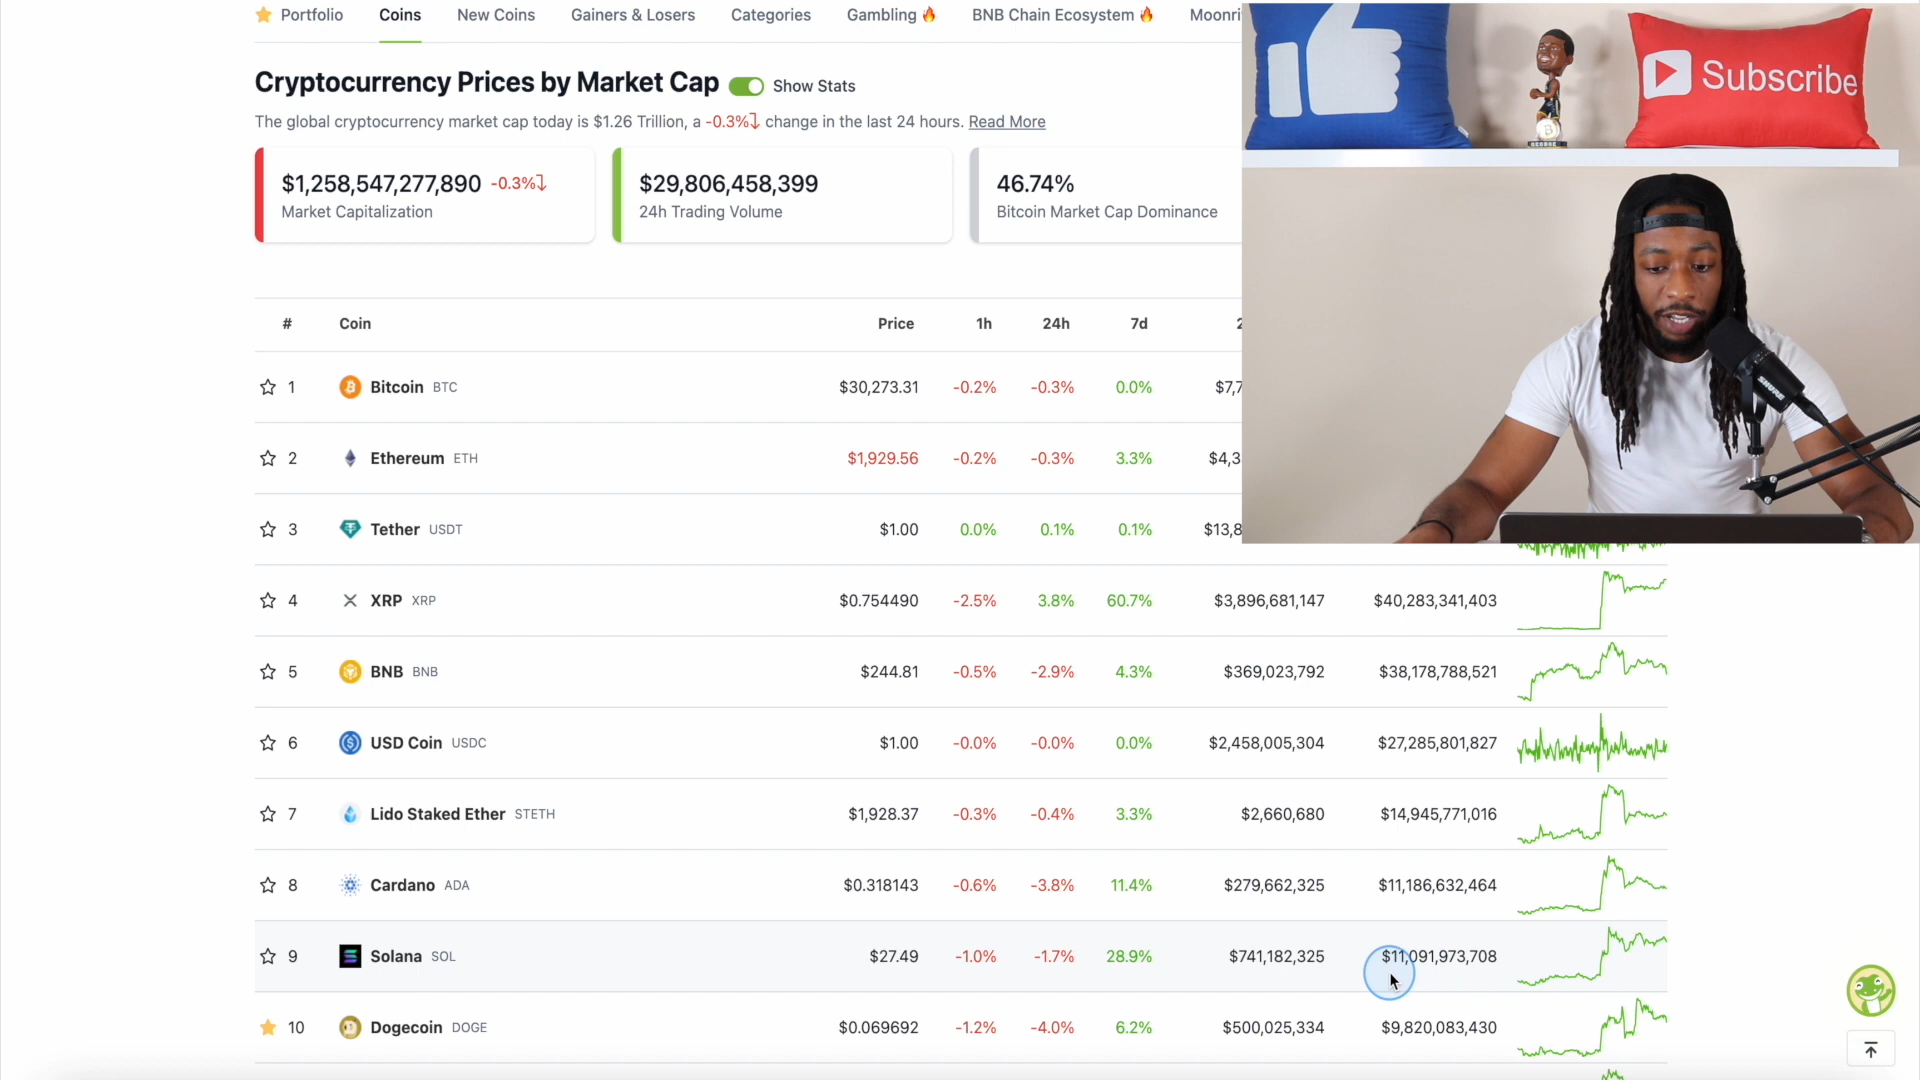 Portfolio Coins New Coins Gainers & Losers Categories Gambling BNB Chain Ecosystem Moonri
Subscribe
GEORGE
Cryptocurrency Prices by Market Cap Show Stats
The global cryptocurrency market cap today is $1.26 Trillion, a -0.3% change in the last 24 hours. Read More
$1,258,547,277,890 -0.3%
Market Capitalization
$29,806,458,399
24h Trading Volume
46.74%
Bitcoin Market Cap Dominance
# Coin Price 1h 24h 7d 2
1 Bitcoin BTC $30,273.31 -0.2% -0.3% 0.0% $7,7
SHURE
2 Ethereum ETH $1,929.56 -0.2% -0.3% 3.3% $4,3
3 Tether USDT $1.00 0.0% 0.1% 0.1% $13,8
4 XRP XRP $0.754490 -2.5% 3.8% 60.7% $3,896,681,147 $40,283,341,403
5 BNB BNB $244.81 -0.5% -2.9% 4.3% $369,023,792 $38,178,788,521
6 USD Coin USDC $1.00 -0.0% -0.0% 0.0% $2,458,005,304 $27,285,801,827
7 Lido Staked Ether STETH $1,928.37 -0.3% -0.4% 3.3% $2,660,680 $14,945,771,016
8 Cardano ADA $0.318143 -0.6% -3.8% 11.4% $279,662,325 $11,186,632,464
9 Solana SOL $27.49 -1.0% -1.7% 28.9% $741,182,325 $11,091,973,708
10 Dogecoin DOGE $0.069692 -1.2% -4.0% 6.2% $500,025,334 $9,820,083,430